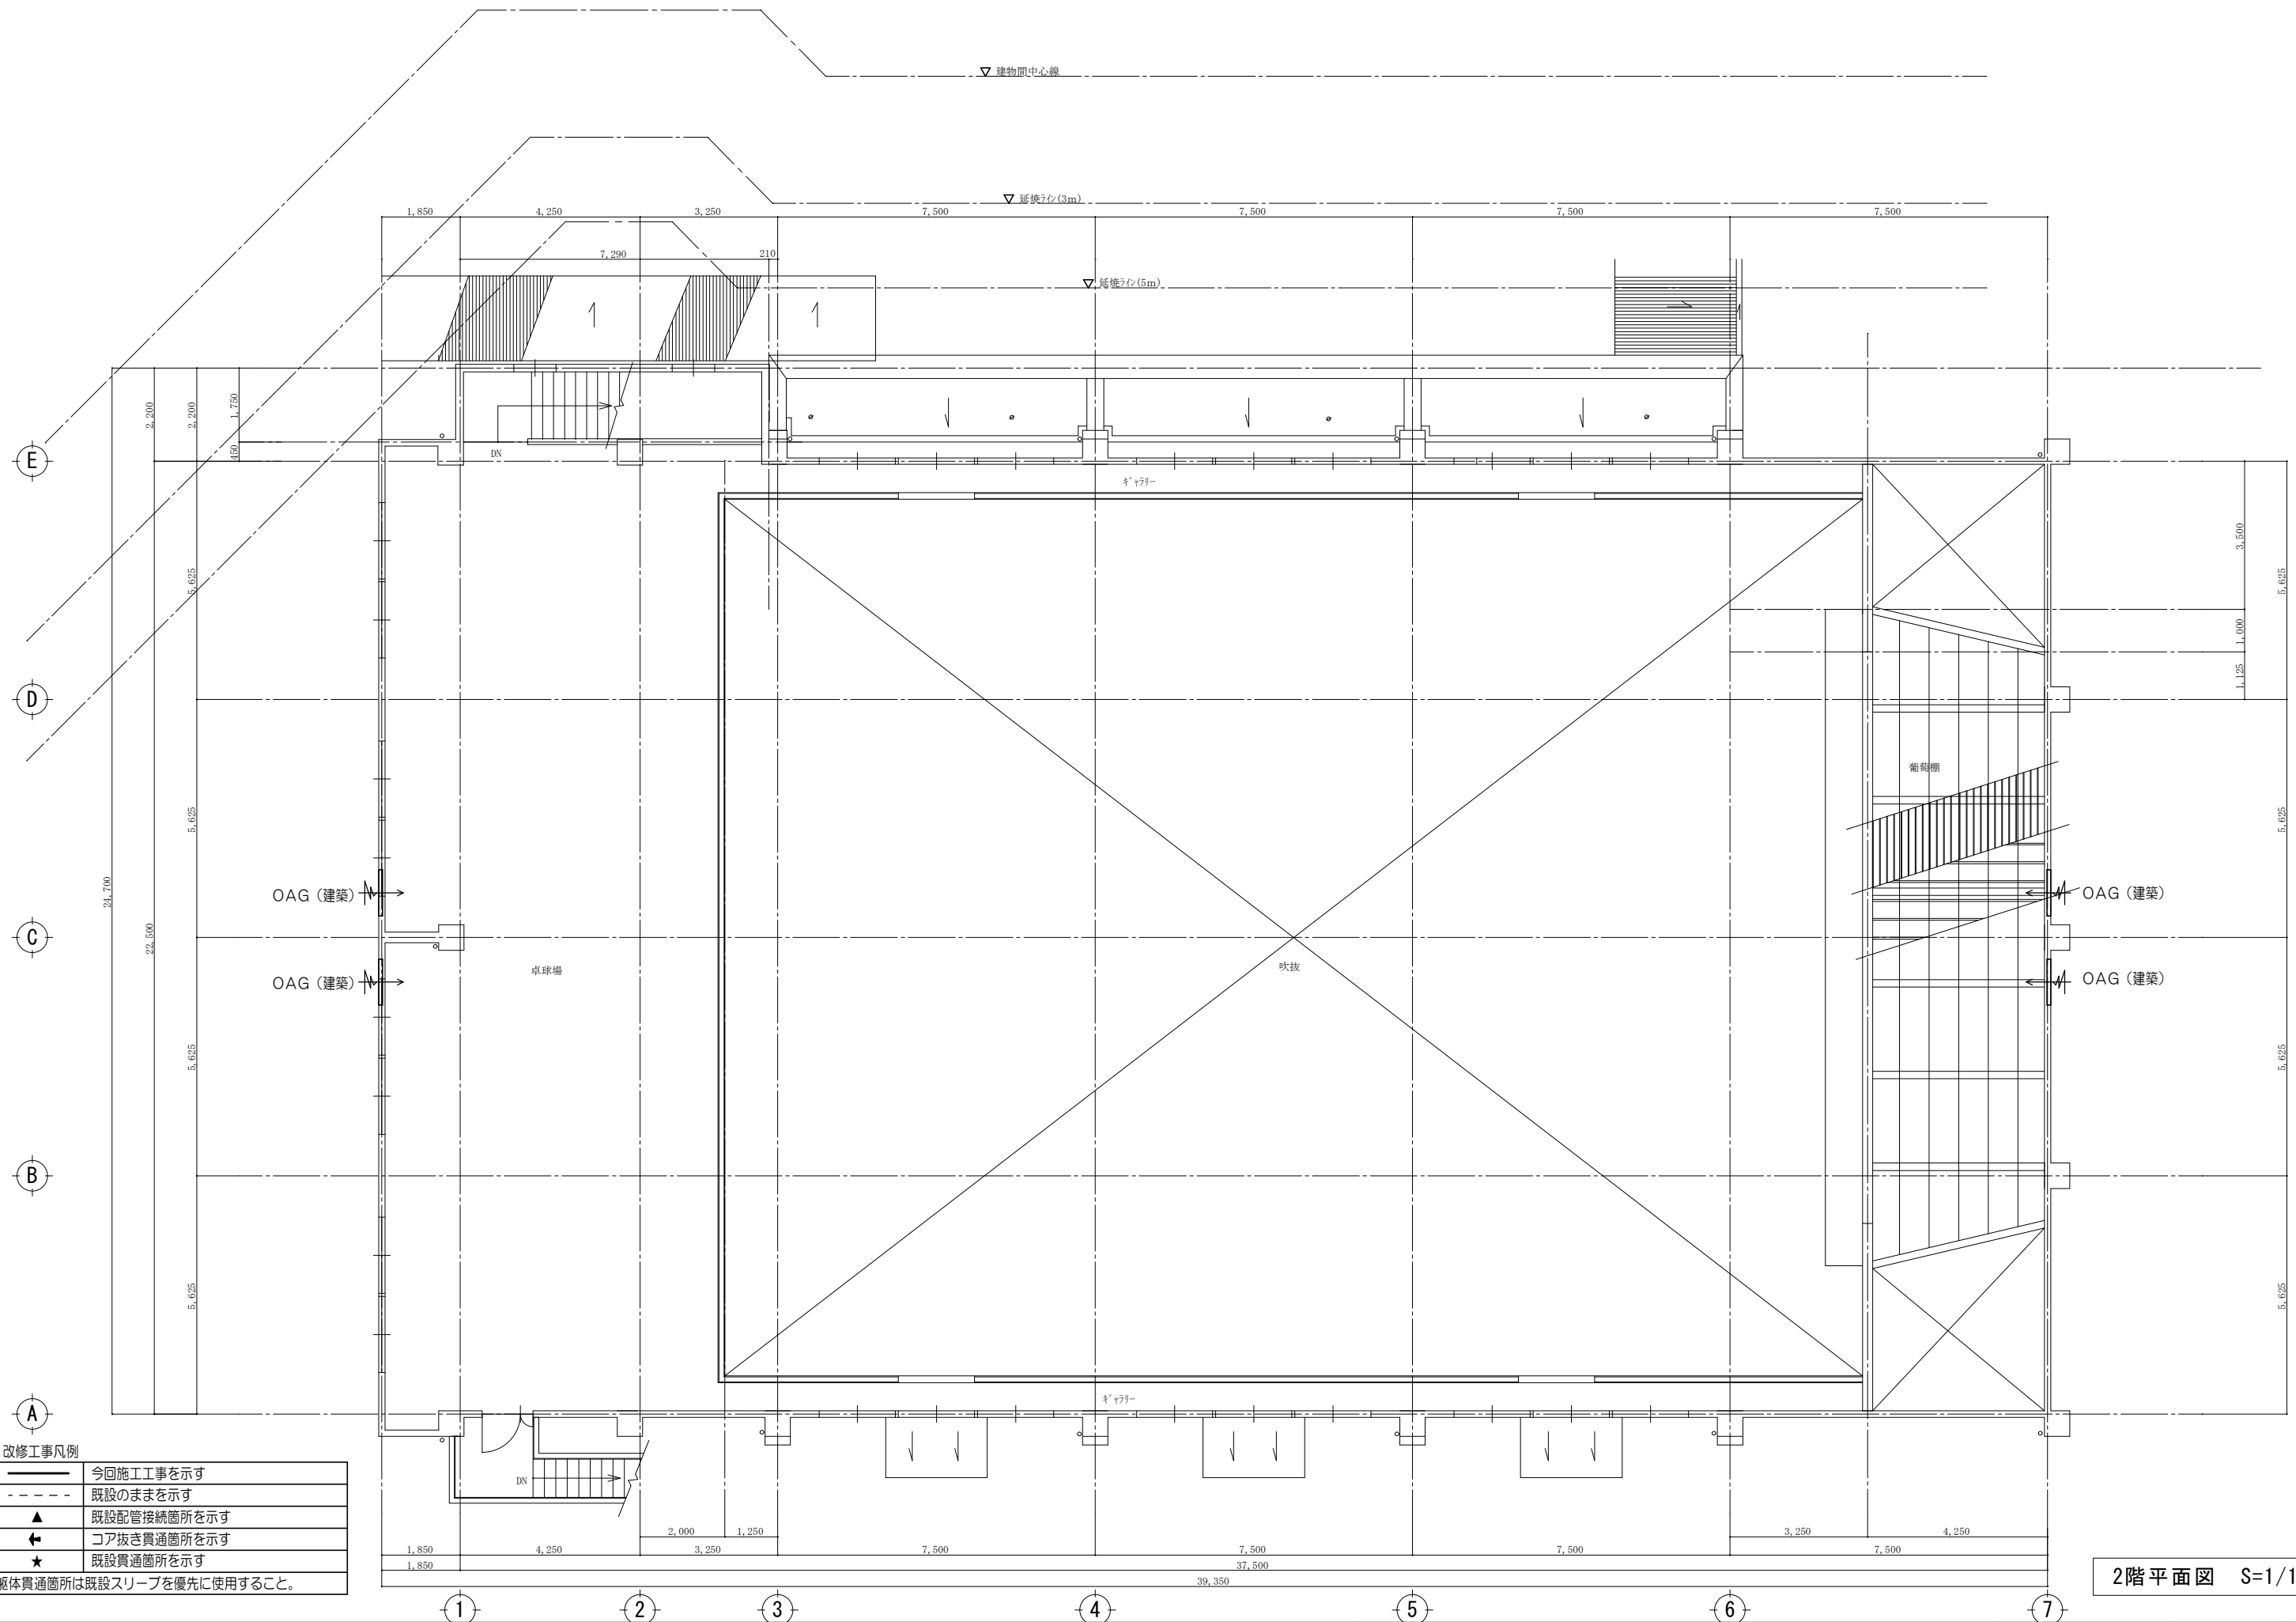 建物間中心線
延焼ﾗｲﾝ(3m)
1,850
4,250
3,250
7,500
7,500
7,500
7,500
7,290
210
延焼ﾗｲﾝ(5m)
2,200
2,200
1,750
450
E
DN
ｷﾞｬﾗﾘｰ
3,500
5,625
5,625
1,000
1,125
D
葡萄棚
5,625
5,625
24,700
22,500
OAG（建築）
OAG（建築）
C
卓球場
吹抜
OAG（建築）
OAG（建築）
5,625
5,625
B
5,625
5,625
ｷﾞｬﾗﾘｰ
A
DN
改修工事凡例
今回施工工事を示す
既設のままを示す
▲ 既設配管接続箇所を示す
コア抜き貫通箇所を示す
★ 既設貫通箇所を示す
躯体貫通箇所は既設スリーブを優先に使用すること。
2,000
1,250
3,250
4,250
1,850
4,250
3,250
7,500
7,500
7,500
7,500
1,850
37,500
39,350
2階平面図 S=1/1
1
2
3
4
5
6
7